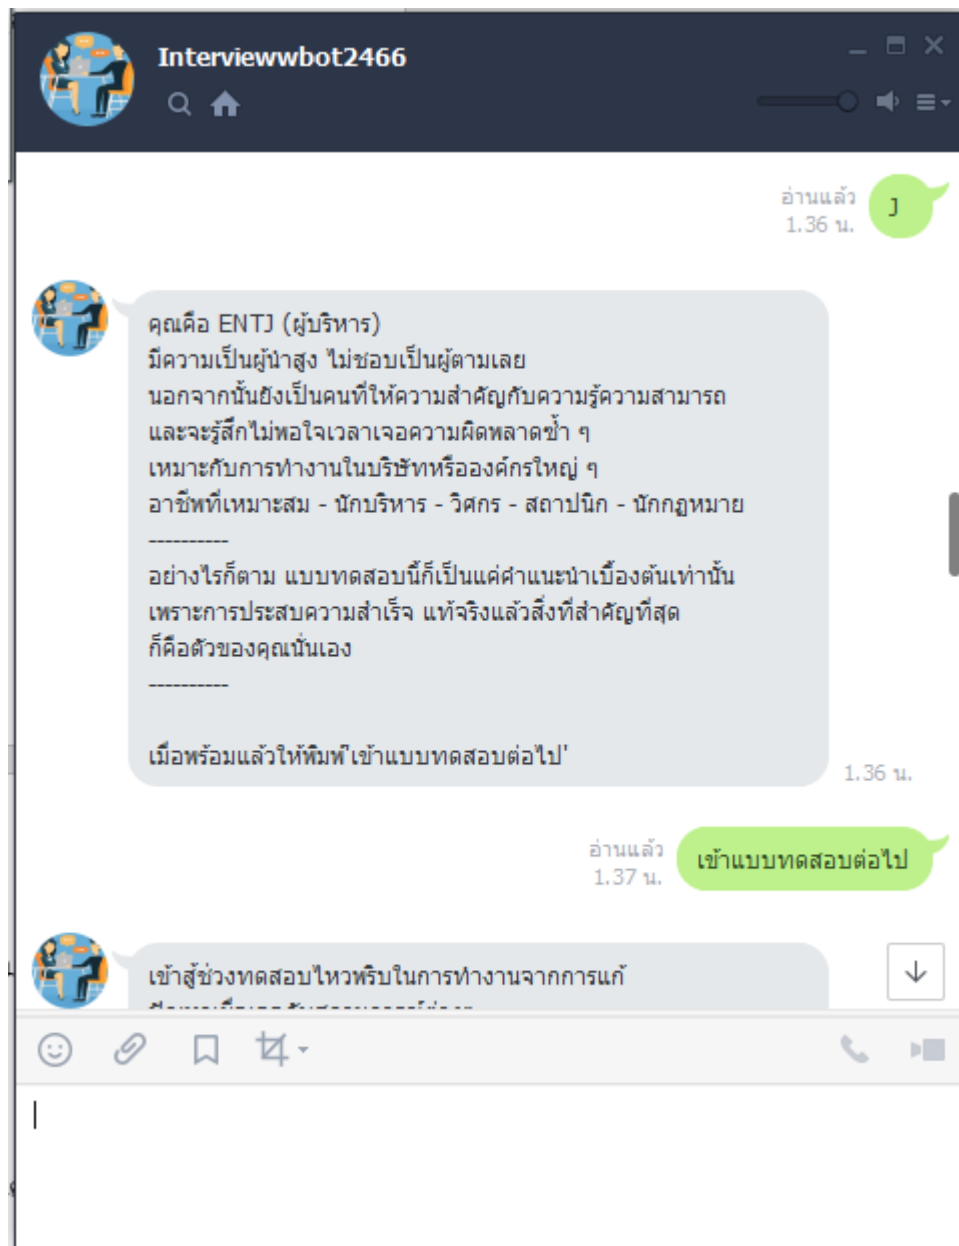 Interviewwbot2466
อ่านแล้ว
1.36 น.
J
คุณคือ ENTJ (ผู้บริหาร)
มีความเป็นผู้นำสูง ไม่ชอบเป็นผู้ตามเลย
นอกจากนั้นยังเป็นคนที่ให้ความสำคัญกับความรู้ความสามารถ
และจะรู้สึกไม่พอใจเวลาเจอความผิดพลาดซ้ำ ๆ
เหมาะกับการทำงานในบริษัทหรือองค์กรใหญ่ ๆ
อาชีพที่เหมาะสม - นักบริหาร - วิศกร - สถาปนิก - นักกฏหมาย
----------
อย่างไรก็ตาม แบบทดสอบนี้ก็เป็นแค่คำแนะนำเบื้องต้นเท่านั้น
เพราะการประสบความสำเร็จ แท้จริงแล้วสิ่งที่สำคัญที่สุด
ก็คือตัวของคุณนั่นเอง
----------
เมื่อพร้อมแล้วให้พิมพ์'เข้าแบบทดสอบต่อไป'
1.36 น.
อ่านแล้ว
1.37 น.
เข้าแบบทดสอบต่อไป
เข้าสู้ช่วงทดสอบไหวพริบในการทำงานจากการแก้